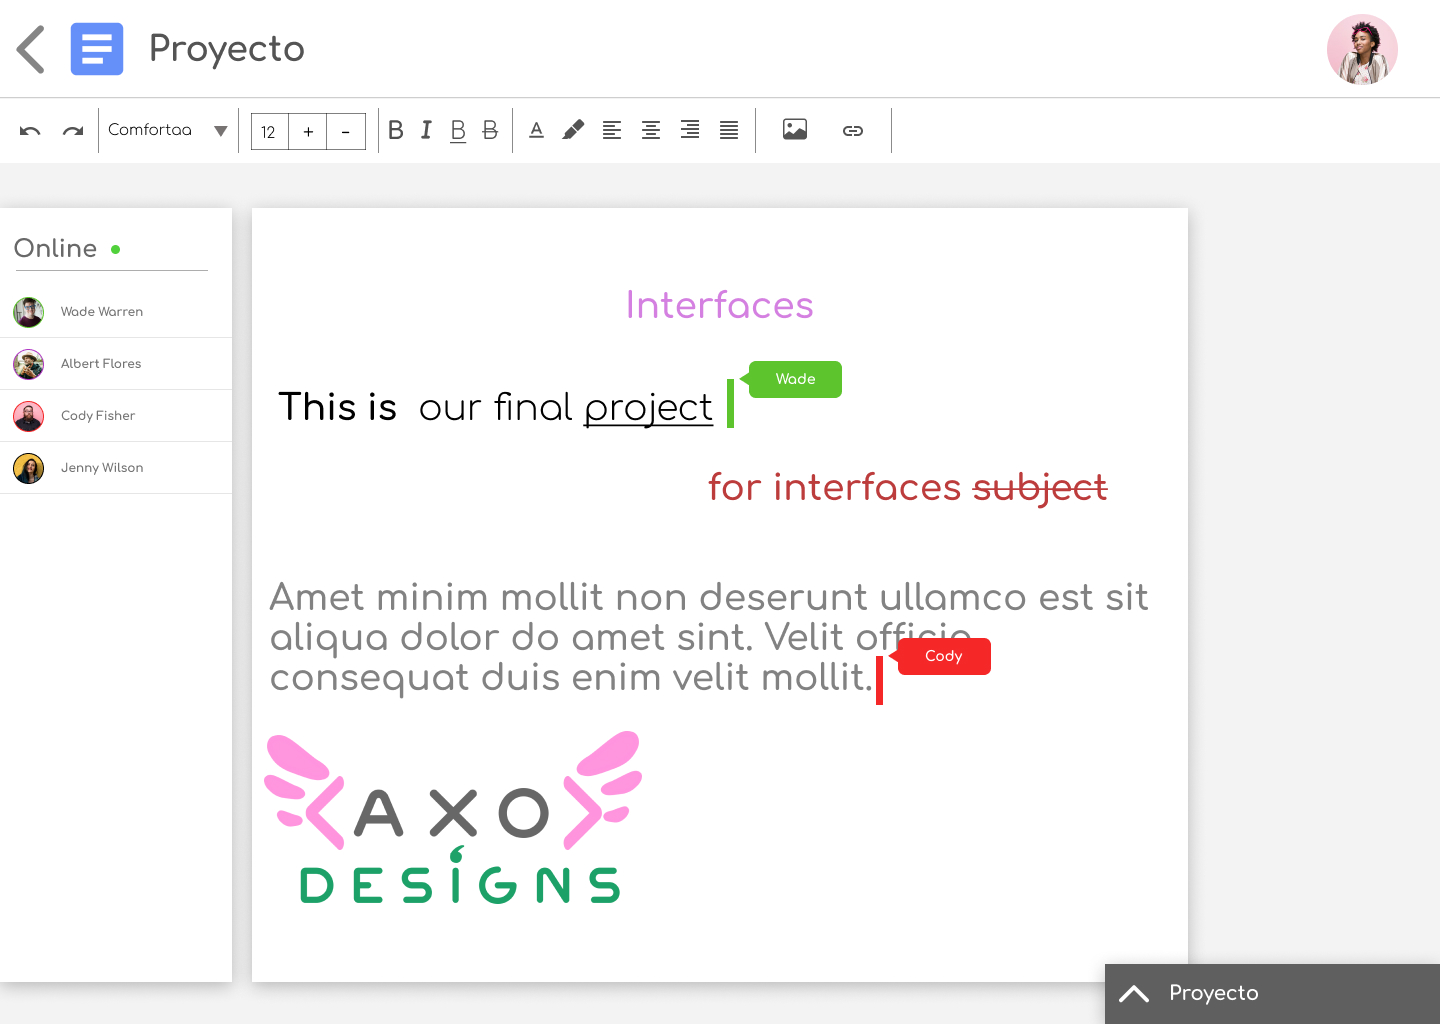 Proyecto
Comfortaa
12 + -
B I B B A
Online
Wade Warren
Albert Flores
Cody Fisher
Jenny Wilson
Interfaces
Wade
This is our final project
for interfaces subject
Amet minim mollit non deserunt ullamco est sit
aliqua dolor do amet sint. Velit officia
Cody
consequat duis enim velit mollit.
AXO
DESIGNS
Proyecto